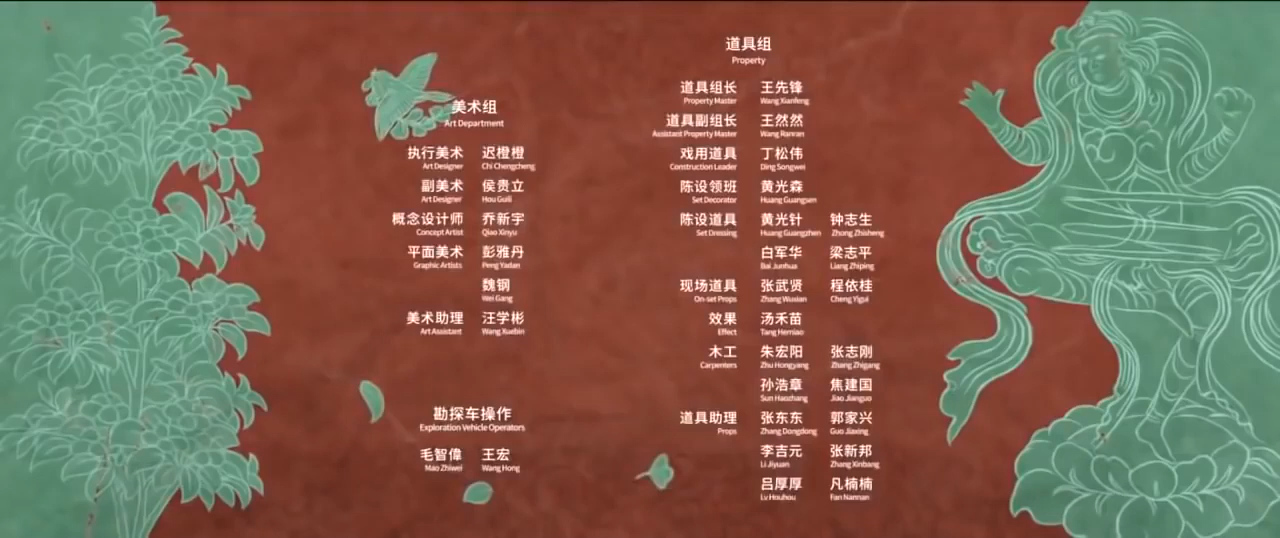 美术组
Art Department
执行美术 迟橙橙
Art Designer Chi Chengcheng
副美术 侯贵立
Art Designer Hou Guili
概念设计师 乔新宇
Concept Artist Qiao Xinyu
平面美术 彭雅丹
Graphic Artists Peng Yadan
魏钢
Wei Gang
美术助理 汪学彬
Art Assistant Wang Xuebin
勘探车操作
Exploration Vehicle Operators
毛智偉 王宏
Mao Zhiwei Wang Hong
道具组
Property
道具组长 王先锋
Property Master Wang Xianfeng
道具副组长 王然然
Assistant Property Master Wang Ranran
戏用道具 丁松伟
Construction Leader Ding Songwei
陈设领班 黄光森
Set Decorator Huang Guangsen
陈设道具 黄光针 钟志生
Set Dressing Huang Guangzhen Zhong Zhisheng
白军华 梁志平
Bai Junhua Liang Zhiping
现场道具 张武贤 程依桂
On-set Props Zhang Wuxian Cheng Yigui
效果 汤禾苗
Effect Tang Hemiao
木工 朱宏阳 张志刚
Carpenters Zhu Hongyang Zhang Zhigang
孙浩章 焦建国
Sun Haozhang Jiao Jianguo
道具助理 张东东 郭家兴
Props Zhang Dongdong Guo Jiaxing
李吉元 张新邦
Li Jiyuan Zhang Xinbang
吕厚厚 凡楠楠
Lv Houhou Fan Nannan